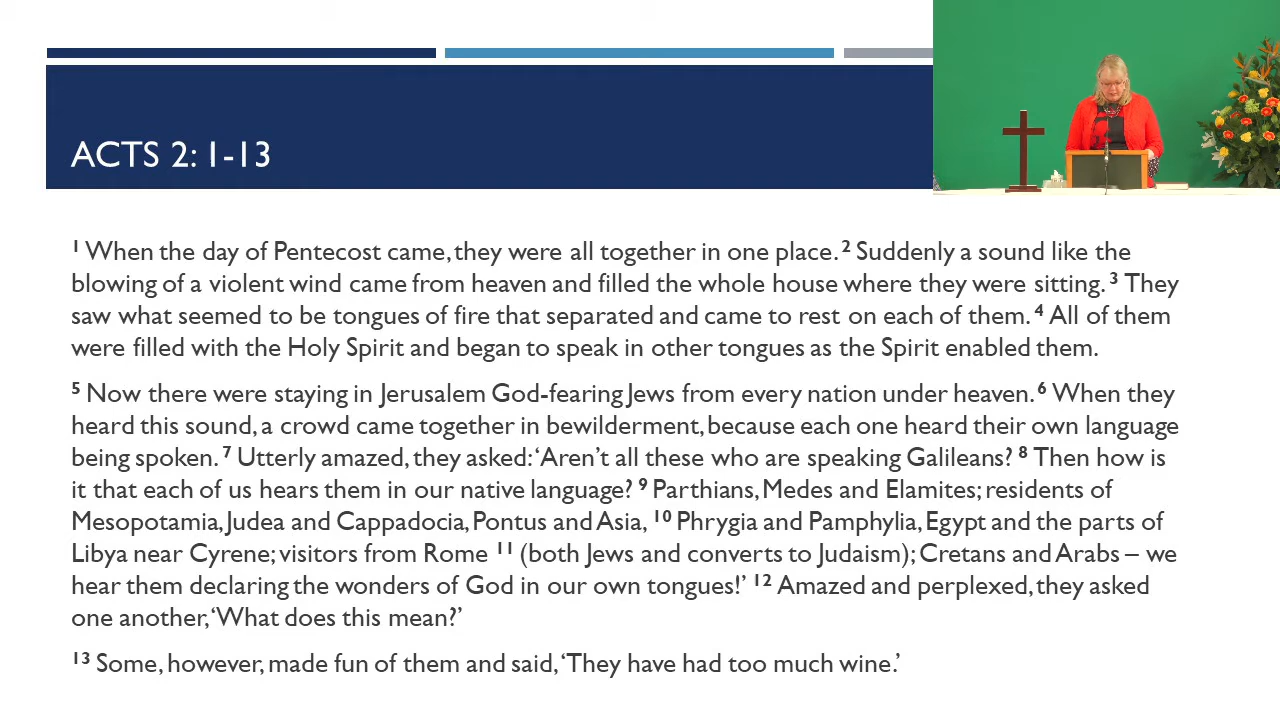 ACTS 2: 1-13
1 When the day of Pentecost came, they were all together in one place. 2 Suddenly a sound like the
blowing of a violent wind came from heaven and filled the whole house where they were sitting. 3 They
saw what seemed to be tongues of fire that separated and came to rest on each of them. 4 All of them
were filled with the Holy Spirit and began to speak in other tongues as the Spirit enabled them.
5 Now there were staying in Jerusalem God-fearing Jews from every nation under heaven. 6 When they
heard this sound, a crowd came together in bewilderment, because each one heard their own language
being spoken. 7 Utterly amazed, they asked: ‘Aren’t all these who are speaking Galileans? 8 Then how is
it that each of us hears them in our native language? 9 Parthians, Medes and Elamites; residents of
Mesopotamia, Judea and Cappadocia, Pontus and Asia, 10 Phrygia and Pamphylia, Egypt and the parts of
Libya near Cyrene; visitors from Rome 11 (both Jews and converts to Judaism); Cretans and Arabs – we
hear them declaring the wonders of God in our own tongues!’ 12 Amazed and perplexed, they asked
one another, ‘What does this mean?’
13 Some, however, made fun of them and said, ‘They have had too much wine.’